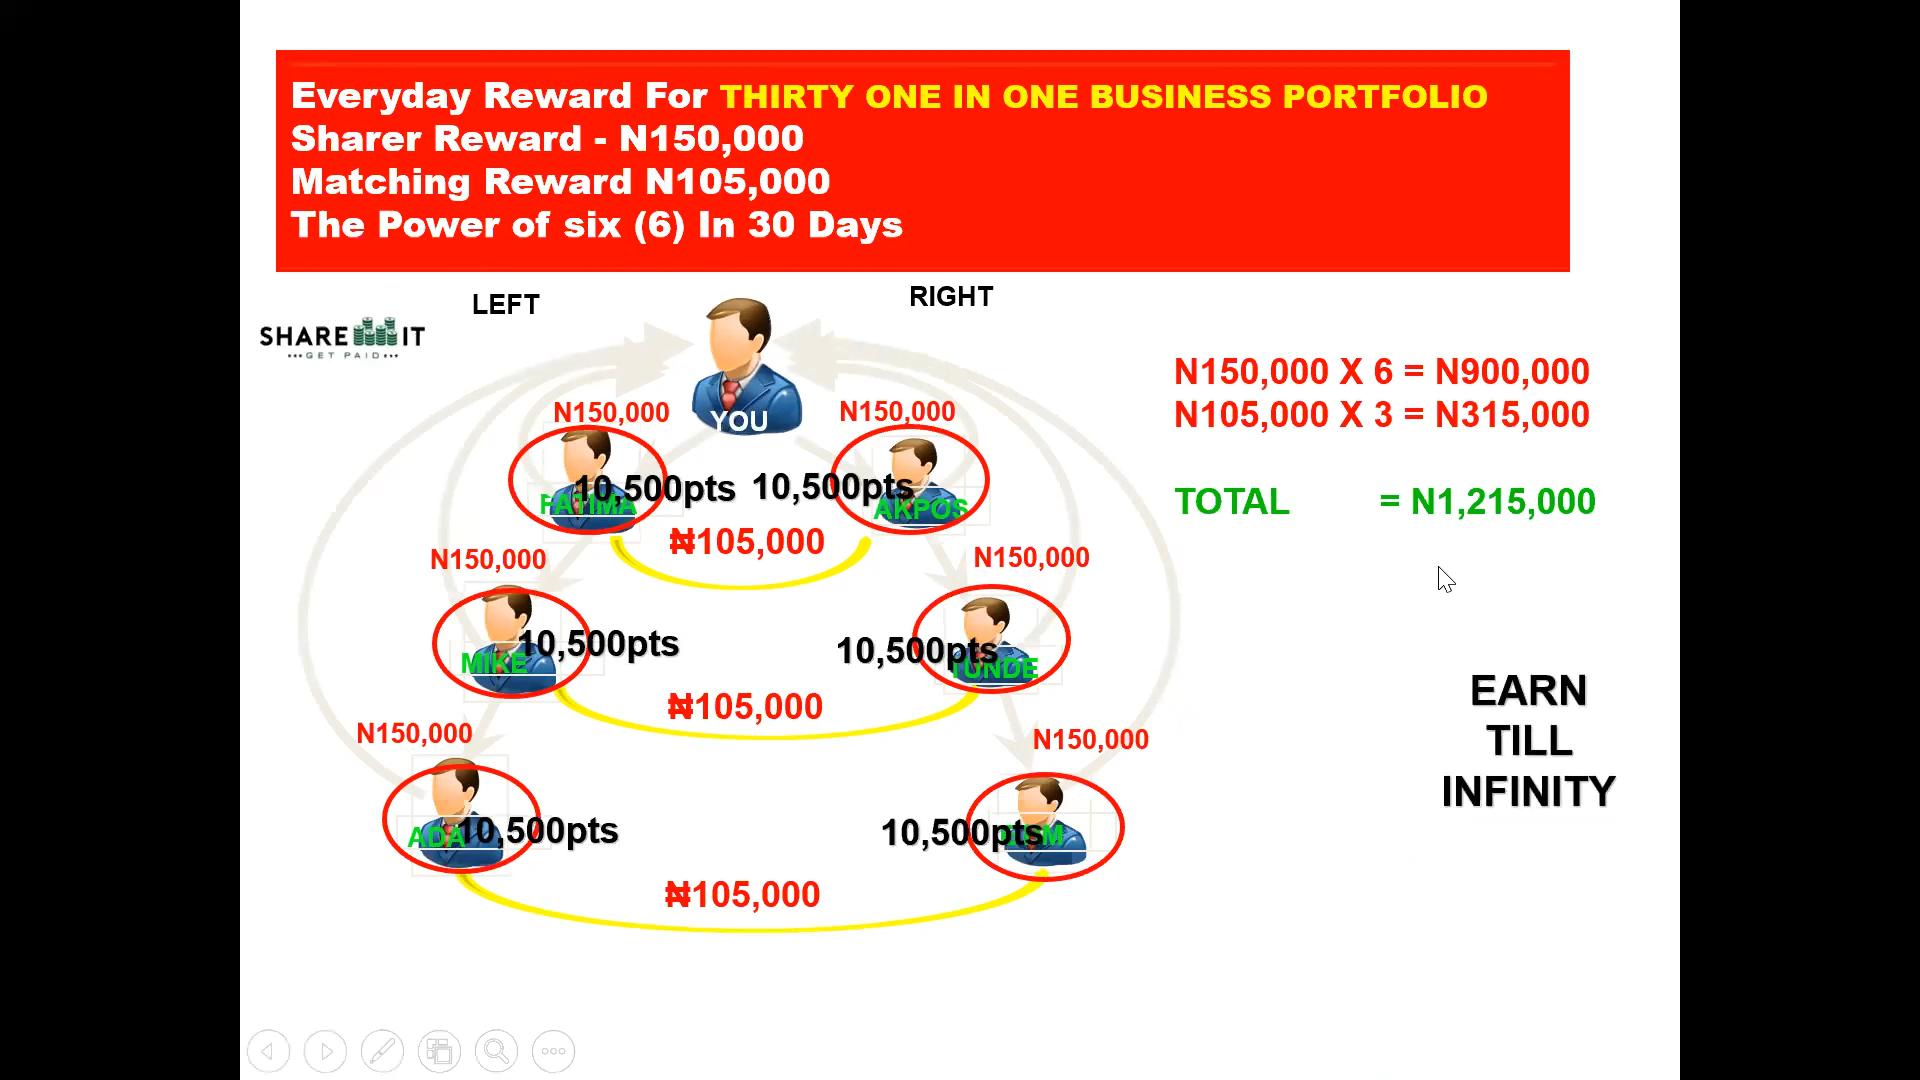 Everyday Reward For THIRTY ONE IN ONE BUSINESS PORTFOLIO
Sharer Reward - N150,000
Matching Reward N105,000
The Power of six (6) In 30 Days
LEFT
RIGHT
SHARE IT
•••GET PAID•••
YOU
N150,000 X 6 = N900,000
N105,000 X 3 = N315,000
TOTAL = N1,215,000
N150,000
N150,000
FATIMA
10,500pts
10,500pts
AKPOS
₦105,000
N150,000
N150,000
MIKE
10,500pts
10,500pts
TUNDE
₦105,000
N150,000
N150,000
ADA
10,500pts
10,500pts
₦105,000
EARN
TILL
INFINITY